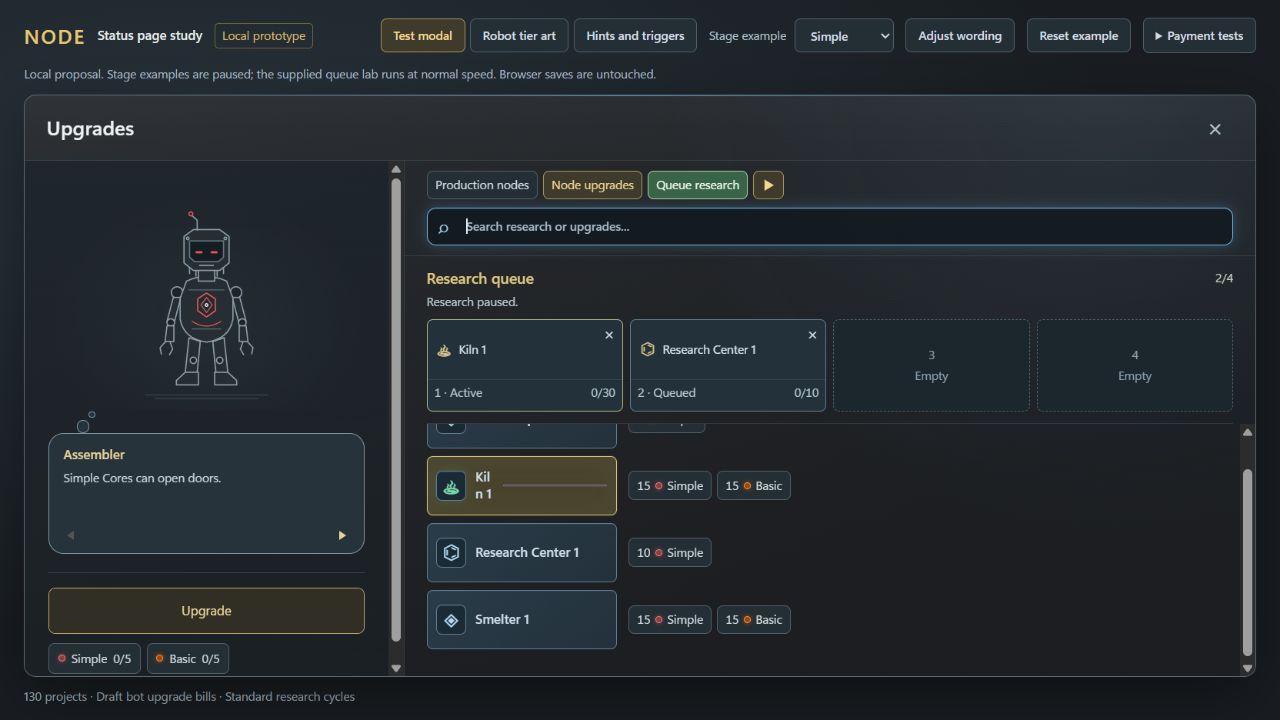 NODE Status page study Local prototype Test modal Robot tier art Hints and triggers Stage example Simple Adjust wording Reset example Payment tests
Local proposal. Stage examples are paused; the supplied queue lab runs at normal speed. Browser saves are untouched.
Upgrades
Production nodes Node upgrades Queue research
Search research or upgrades...
Research queue 2/4
Research paused.
Kiln 1
1 · Active 0/30
Research Center 1
2 · Queued 0/10
3
Empty
4
Empty
Assembler
Simple Cores can open doors.
Upgrade
Simple 0/5 Basic 0/5
Kil
n 1
15 Simple 15 Basic
Research Center 1 10 Simple
Smelter 1 15 Simple 15 Basic
130 projects · Draft bot upgrade bills · Standard research cycles